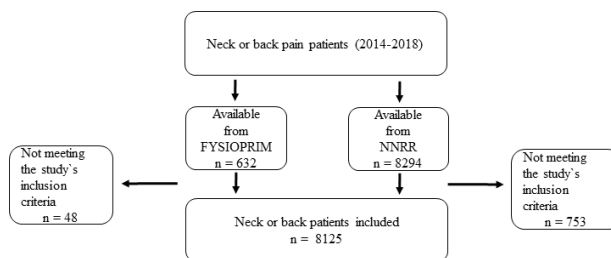 Neck or back pain patients (2014-2018)
Available
from
FYSIOPRIM
n = 632
Available
from
NNRR
n = 8294
Not meeting
the study`s
inclusion
criteria
n = 48
Not meeting
the study`s
inclusion
criteria
n = 753
Neck or back patients included
n = 8125